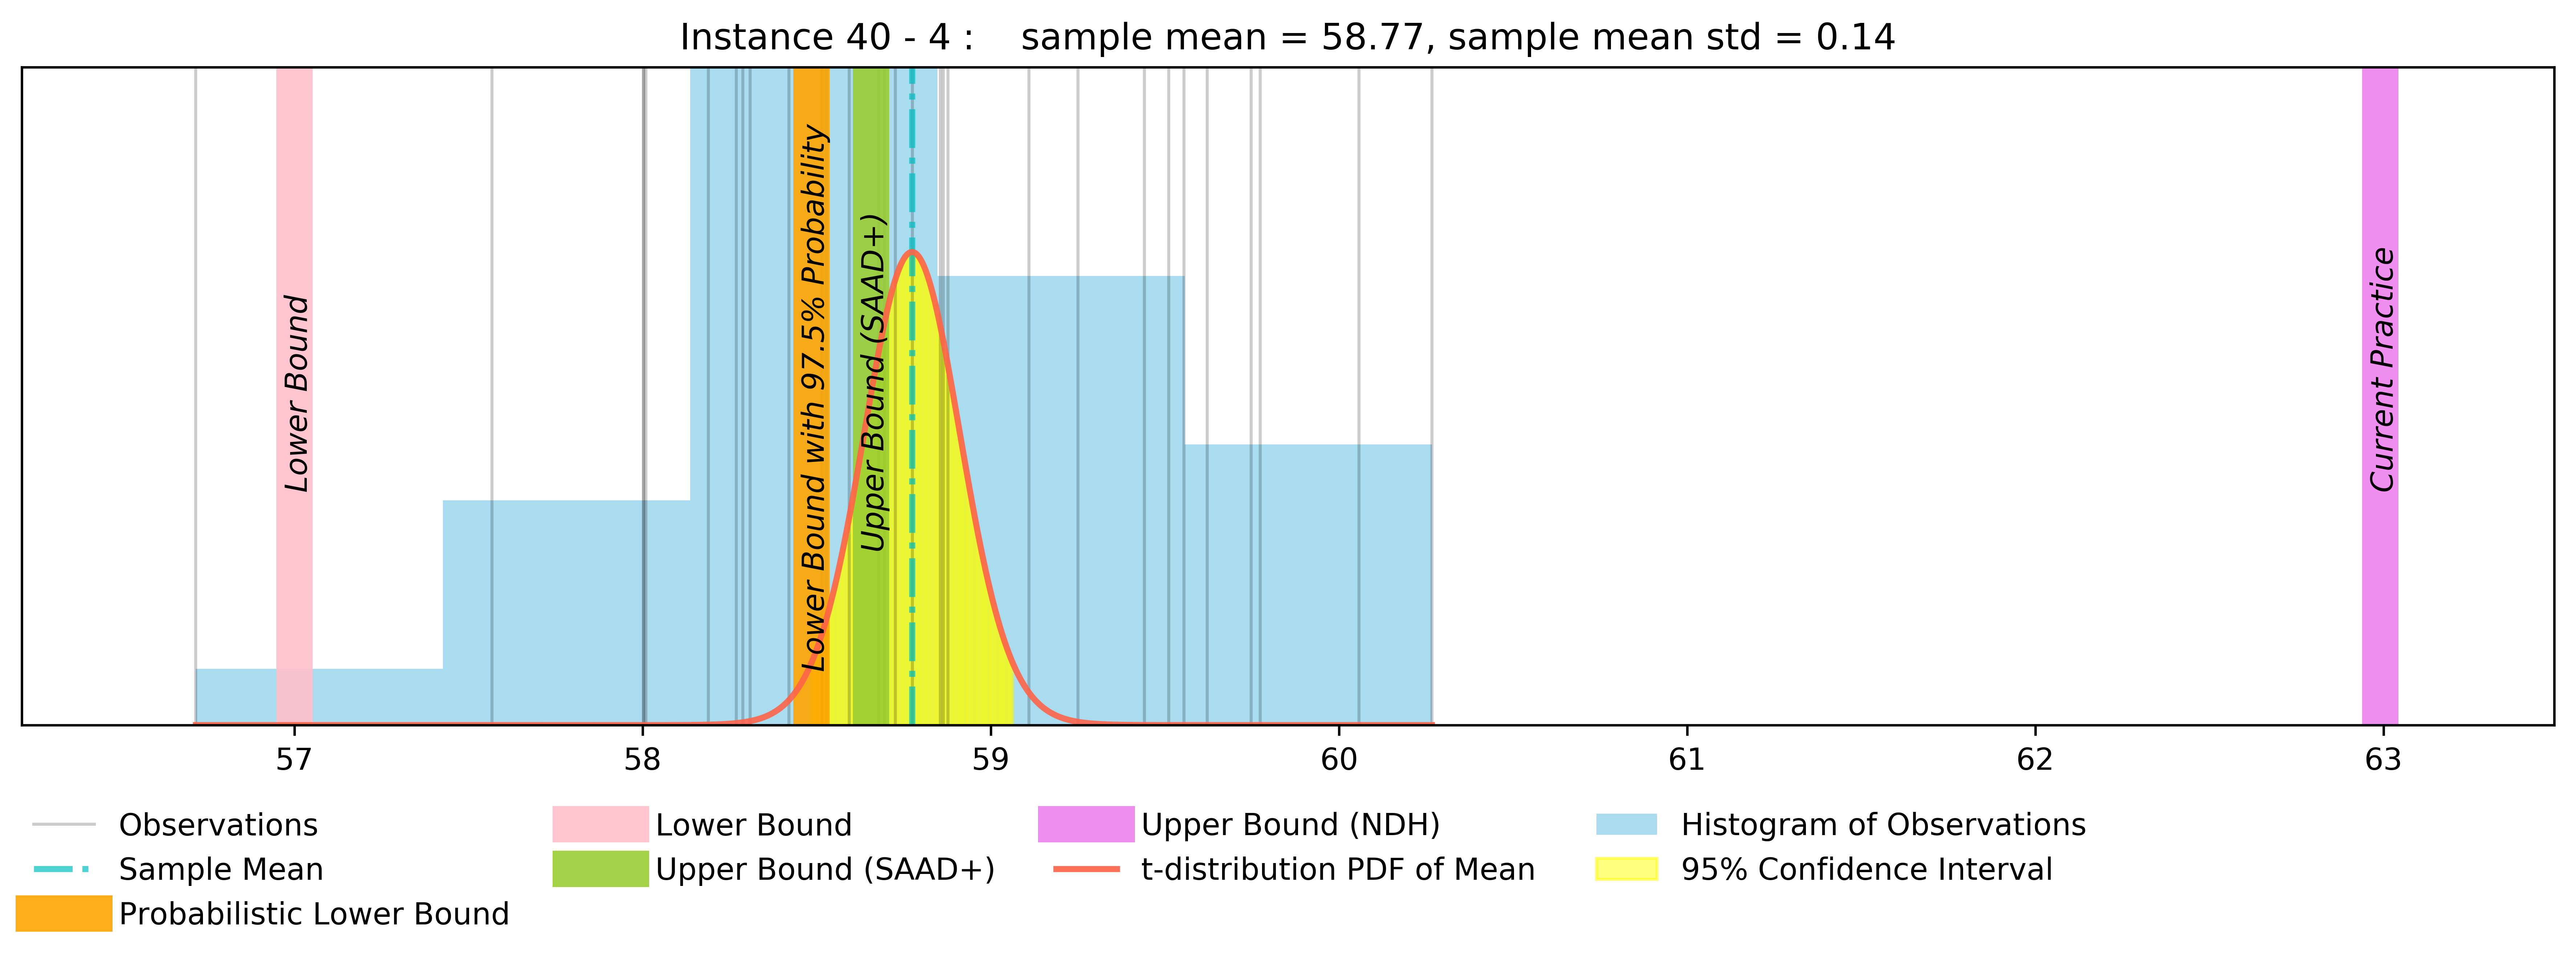 Instance 40 - 4 :    sample mean = 58.77, sample mean std = 0.14
Lower Bound
Lower Bound with 97.5% Probability
Upper Bound (SAAD+)
Current Practice
57 58 59 60 61 62 63
Observations
Sample Mean
Probabilistic Lower Bound
Lower Bound
Upper Bound (SAAD+)
Upper Bound (NDH)
t-distribution PDF of Mean
Histogram of Observations
95% Confidence Interval